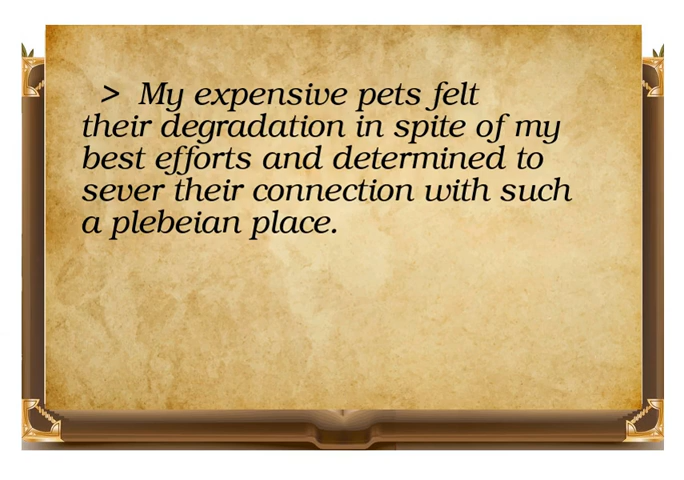 > My expensive pets felt
their degradation in spite of my
best efforts and determined to
sever their connection with such
a plebeian place.